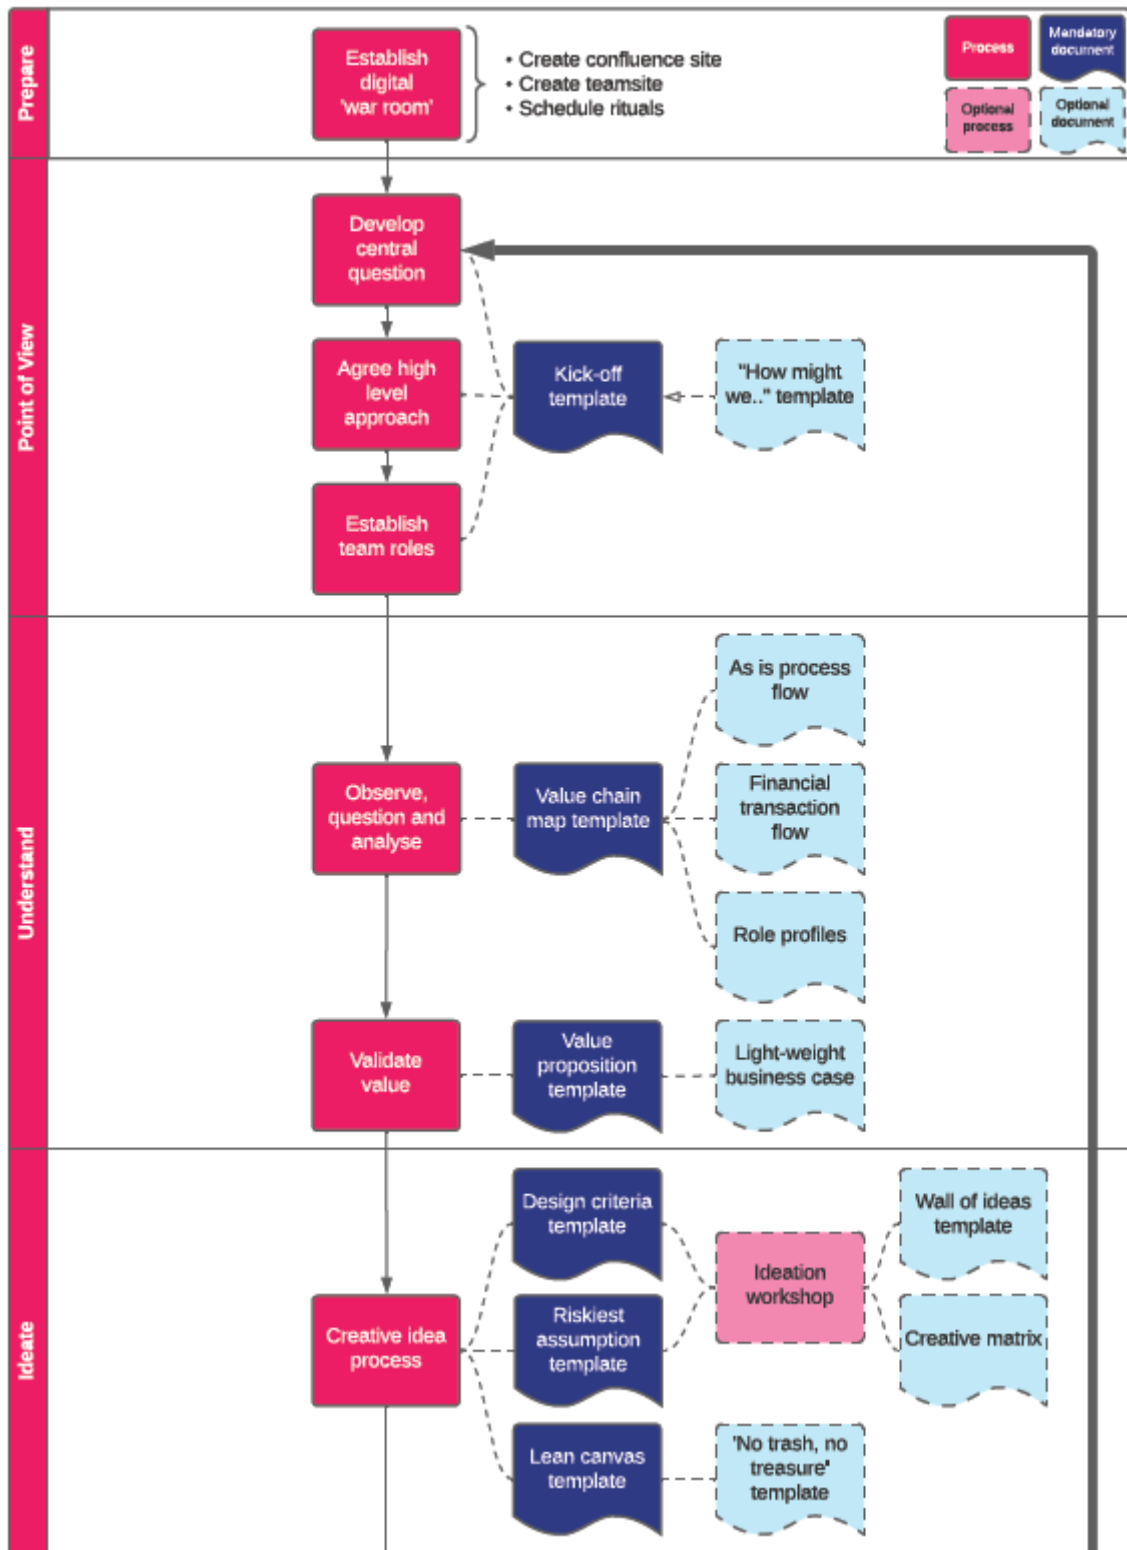 Prepare
Establish
digital
'war room'
• Create confluence site
• Create teamsite
• Schedule rituals
Process
Mandatory
document
Optional
process
Optional
document
Point of View
Develop
central
question
Agree high
level
approach
Kick-off
template
"How might
we.." template
Establish
team roles
Understand
As is process
flow
Observe,
question and
analyse
Value chain
map template
Financial
transaction
flow
Role profiles
Validate
value
Value
proposition
template
Light-weight
business case
Ideate
Design criteria
template
Wall of ideas
template
Ideation
workshop
Creative idea
process
Riskiest
assumption
template
Creative matrix
Lean canvas
template
'No trash, no
treasure'
template